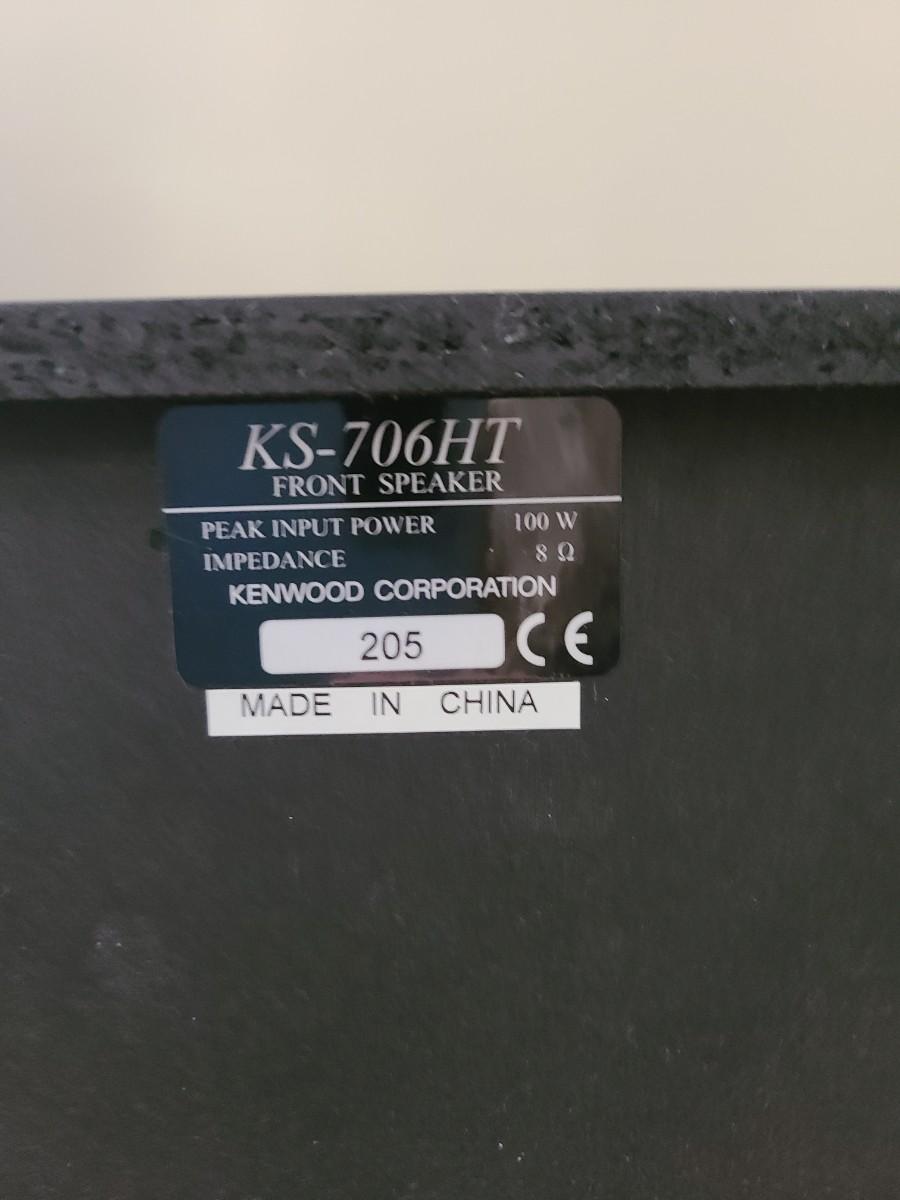 KS-706HT
FRONT SPEAKER
PEAK INPUT POWER 100 W
IMPEDANCE 8 Ω
KENWOOD CORPORATION
205 CE
MADE IN CHINA